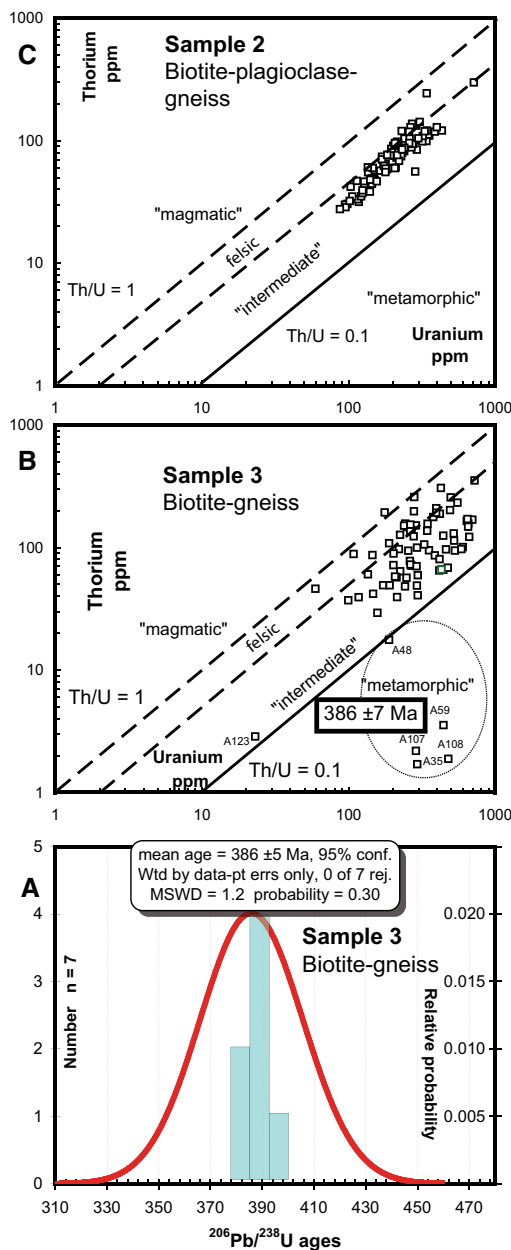 C
1000
Thorium
ppm
Sample 2
Biotite-plagioclase-
gneiss
100
"magmatic"
felsic
"intermediate"
10
Th/U = 1
"metamorphic"
Th/U = 0.1
Uranium
ppm
1
1 10 100 1000
B
1000
Sample 3
Biotite-gneiss
Thorium
ppm
100
"magmatic"
felsic
"intermediate"
10
A48
"metamorphic"
Th/U = 1
386 ±7 Ma
A59
A123
A107
A108
A35
Uranium
ppm
Th/U = 0.1
1
1 10 100 1000
A
5
mean age = 386 ±5 Ma, 95% conf.
Wtd by data-pt errs only, 0 of 7 rej.
MSWD = 1.2 probability = 0.30
4
0.020
Sample 3
Biotite-gneiss
3
0.015
Number n = 7
Relative probability
2
0.010
1
0.005
0
0.000
310 350 370 390 410 430 450 470
²⁰⁶Pb/²³⁸U ages